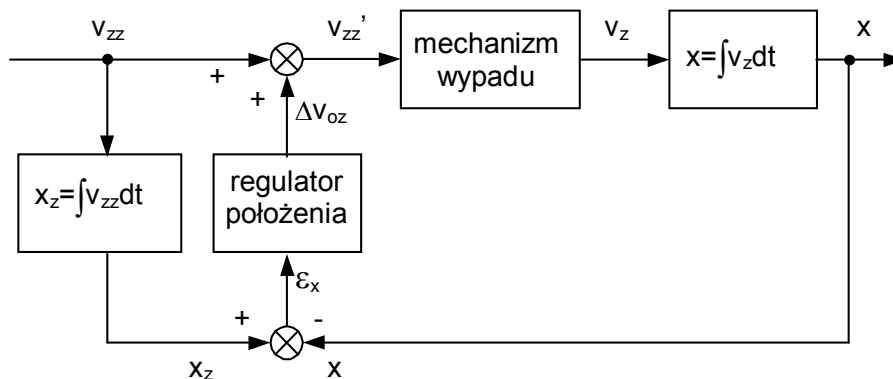 v_zz
v_zz’
mechanizm
wypadu
v_z
x=∫v_zdt
x
+
+
Δv_oz
x_z=∫v_zzdt
regulator
położenia
ε_x
+
-
x_z
x